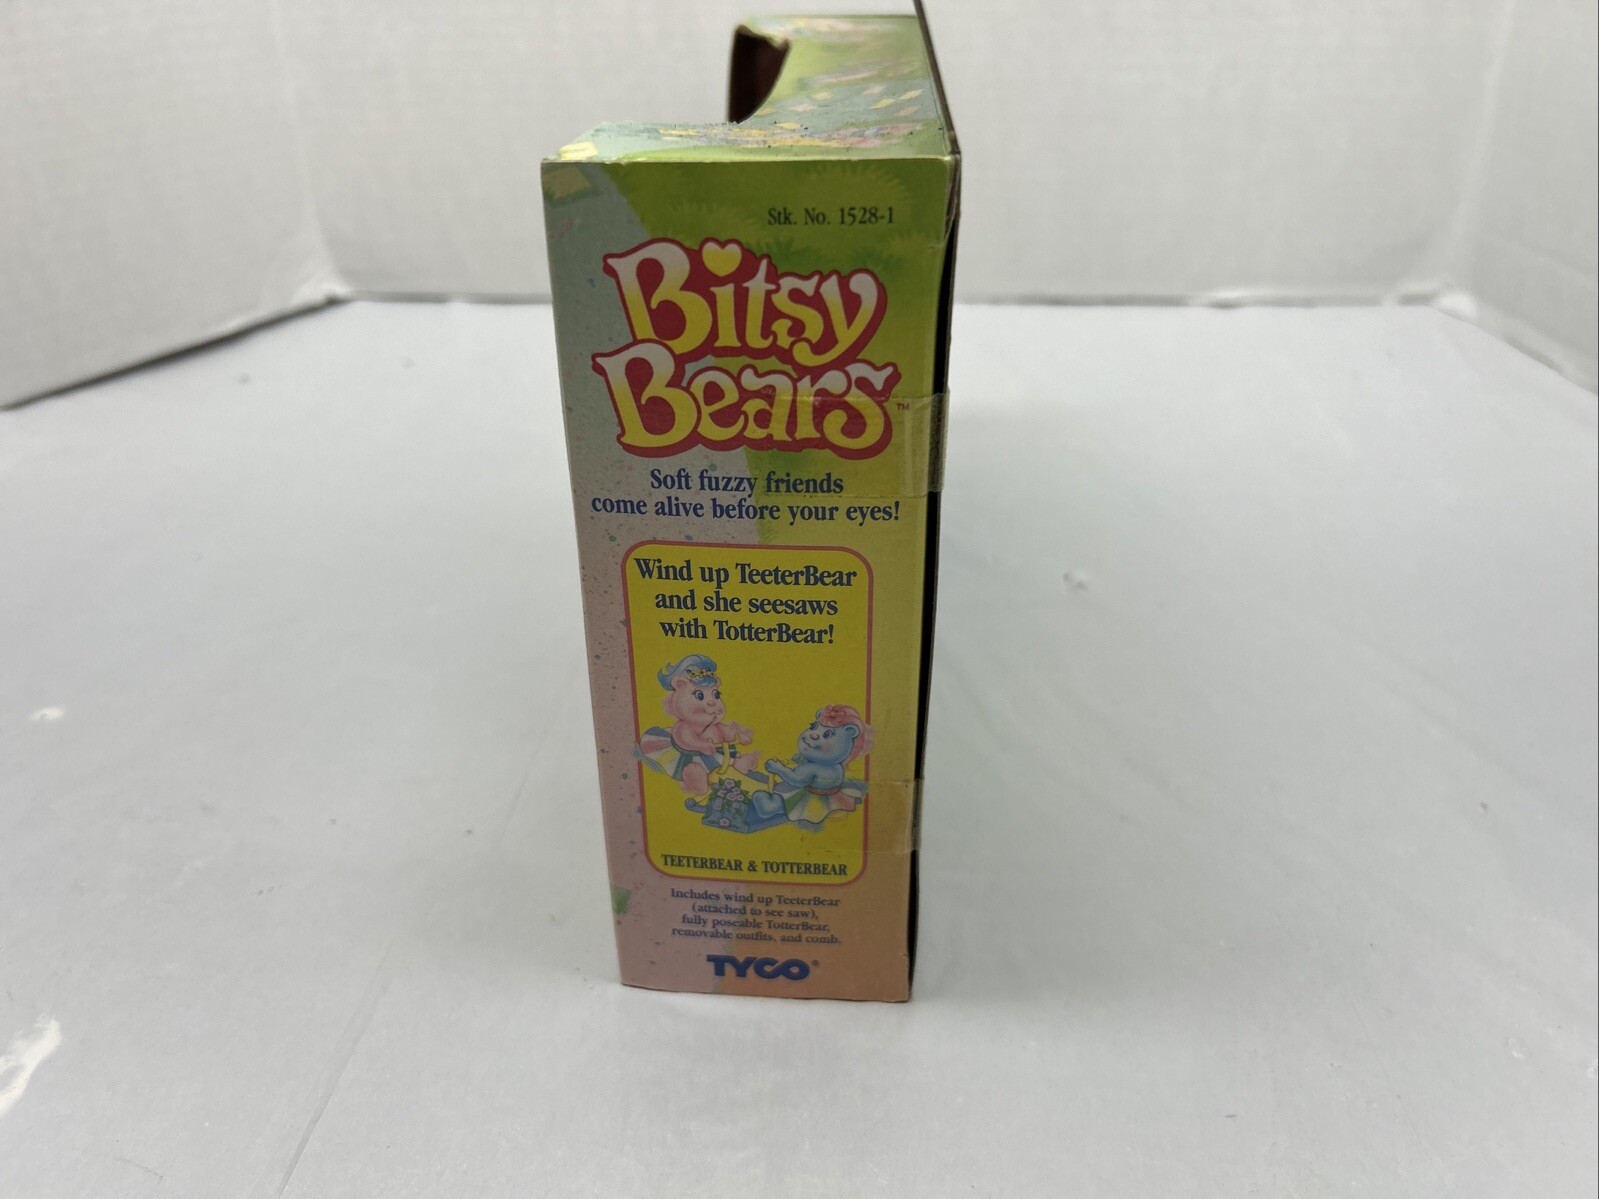 Stk. No. 1528-1
Bitsy
Bears™
Soft fuzzy friends
come alive before your eyes!
Wind up TeeterBear
and she seesaws
with TotterBear!
TEETERBEAR & TOTTERBEAR
Includes wind up TeeterBear
(attached to see saw),
fully poseable TotterBear,
removable outfits, and comb.
TYCO®